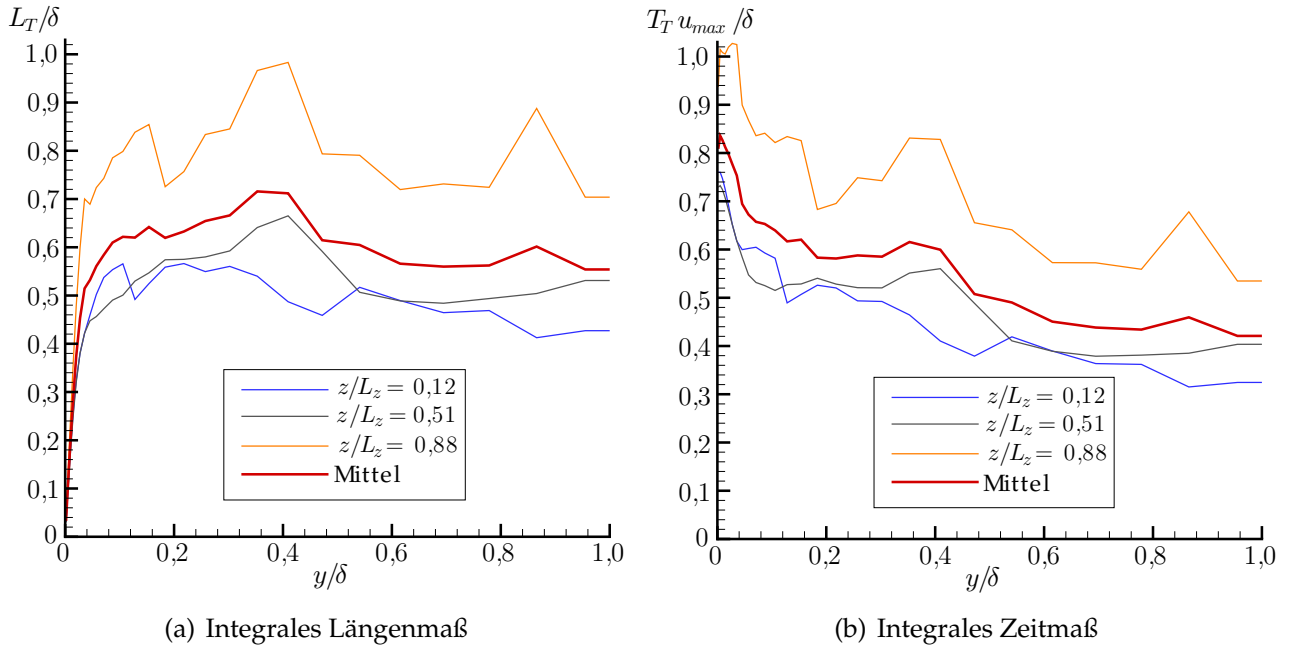 L_T/δ
1,0
0,9
0,8
0,7
0,6
0,5
0,4
0,3
0,2
0,1
0
0 0,2 0,4 0,6 0,8 1,0
y/δ
z/L_z = 0,12
z/L_z = 0,51
z/L_z = 0,88
Mittel
(a) Integrales Längenmaß
T_T u_max/δ
1,0
0,9
0,8
0,7
0,6
0,5
0,4
0,3
0,2
0,1
0
0 0,2 0,4 0,6 0,8 1,0
y/δ
z/L_z = 0,12
z/L_z = 0,51
z/L_z = 0,88
Mittel
(b) Integrales Zeitmaß